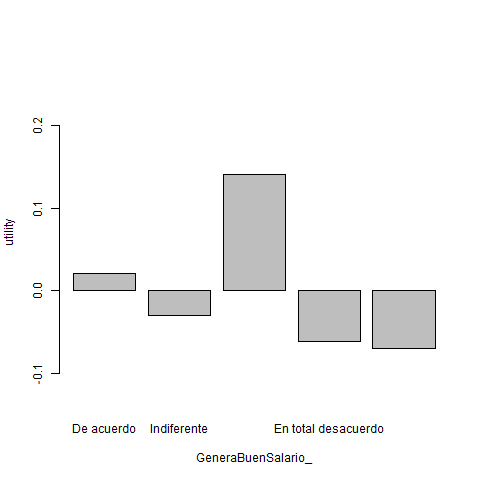 0.2
0.1
0.0
-0.1
utility
De acuerdo Indiferente En total desacuerdo
GeneraBuenSalario_